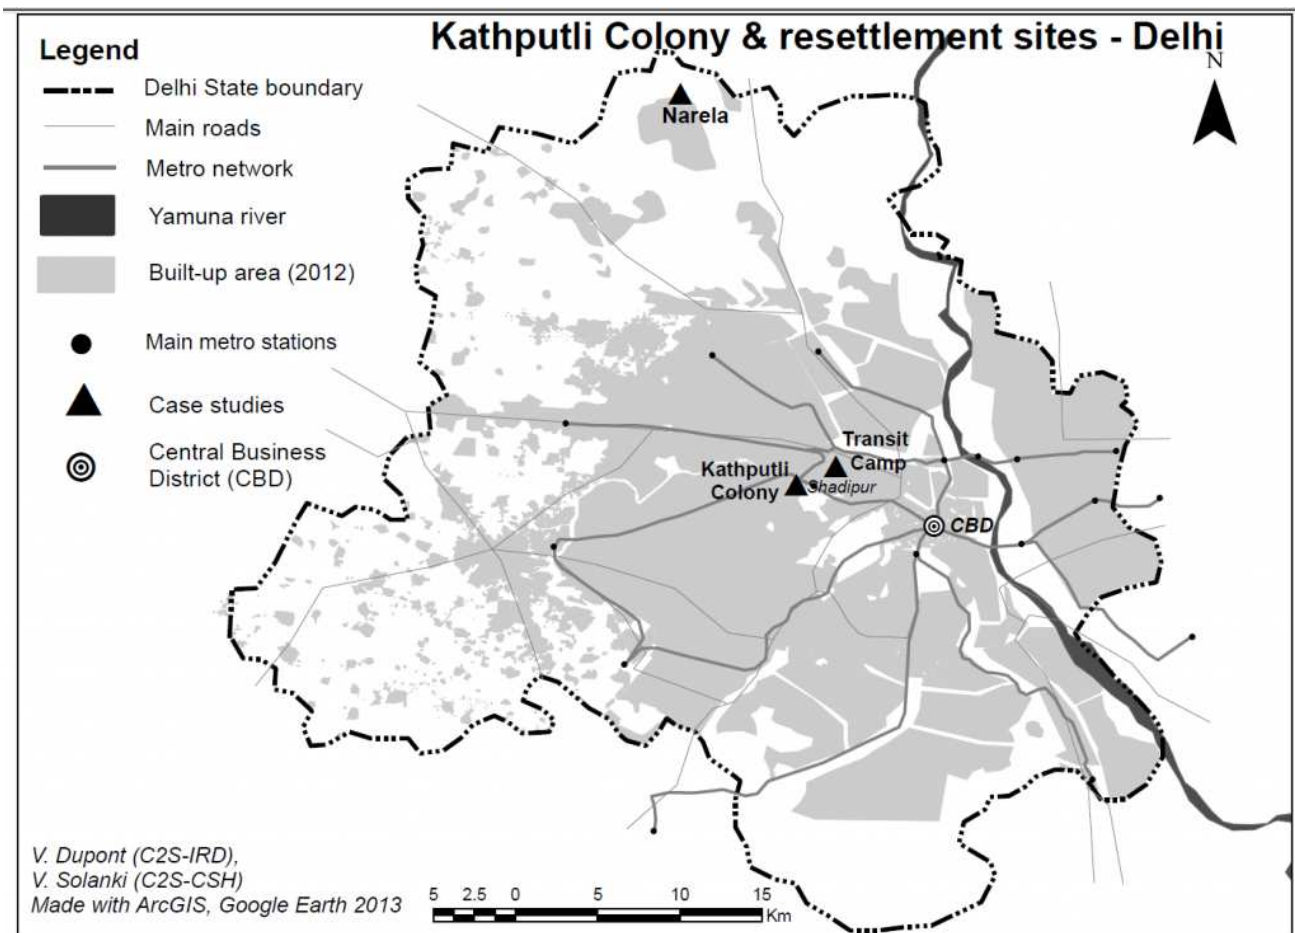 Kathputli Colony & resettlement sites - Delhi
Legend
Delhi State boundary
Main roads
Metro network
Yamuna river
Built-up area (2012)
Main metro stations
Case studies
Central Business
District (CBD)
N
Narela
Transit
Camp
Kathputli
Colony
Shadipur
CBD
V. Dupont (C2S-IRD),
V. Solanki (C2S-CSH)
Made with ArcGIS, Google Earth 2013
5 2.5 0 5 10 15
Km